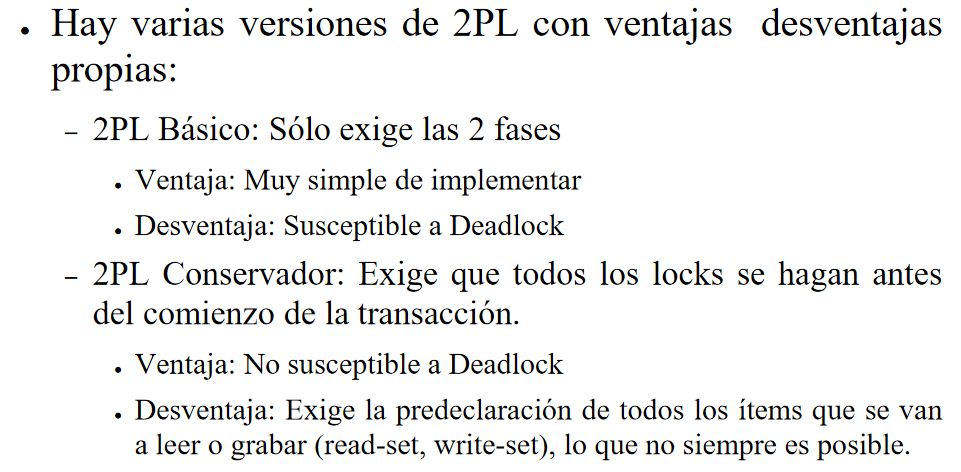 • Hay varias versiones de 2PL con ventajas desventajas
propias:
– 2PL Básico: Sólo exige las 2 fases
• Ventaja: Muy simple de implementar
• Desventaja: Susceptible a Deadlock
– 2PL Conservador: Exige que todos los locks se hagan antes
del comienzo de la transacción.
• Ventaja: No susceptible a Deadlock
• Desventaja: Exige la predeclaración de todos los ítems que se van
a leer o grabar (read-set, write-set), lo que no siempre es posible.